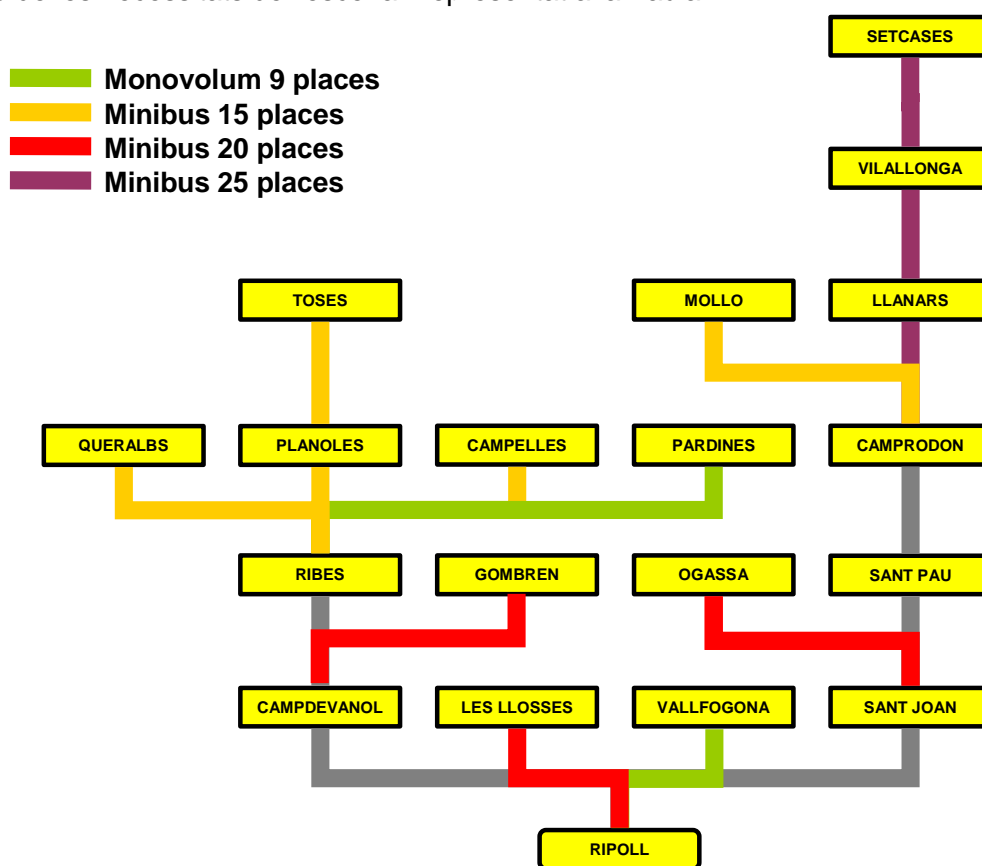 SETCASES
Monovolum 9 places
Minibus 15 places
Minibus 20 places
Minibus 25 places
VILALLONGA
TOSES
MOLLO
LLANARS
QUERALBS
PLANOLES
CAMPELLES
PARDINES
CAMPRODON
RIBES
GOMBREN
OGASSA
SANT PAU
CAMPDEVANOL
LES LLOSSES
VALLFOGONA
SANT JOAN
RIPOLL